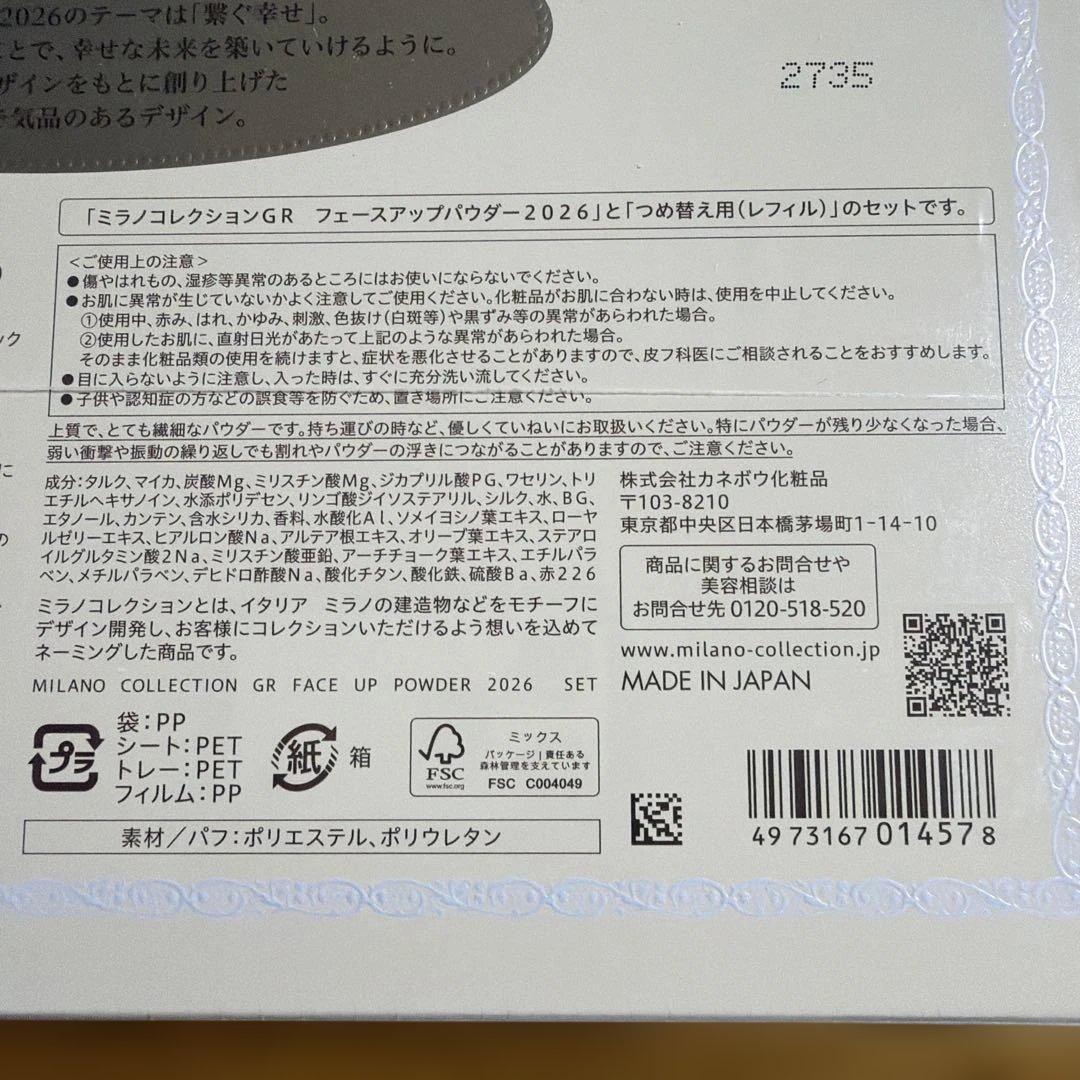 2026のテーマは「繋ぐ幸せ」。
ことで、幸せな未来を築いていけるように。
ザインをもとに創り上げた
気品のあるデザイン。
2735
「ミラノコレクションGR フェースアップパウダー2026」と「つめ替え用(レフィル)」のセットです。
<ご使用上の注意>
●傷やはれもの、湿疹等異常のあるところにはお使いにならないでください。
●お肌に異常が生じていないかよく注意してご使用ください。化粧品がお肌に合わない時は、使用を中止してください。
①使用中、赤み、はれ、かゆみ、刺激、色抜け(白斑等)や黒ずみ等の異常があらわれた場合。
②使用したお肌に、直射日光があたって上記のような異常があらわれた場合。
そのまま化粧品類の使用を続けますと、症状を悪化させることがありますので、皮フ科医にご相談されることをおすすめします。
●目に入らないように注意し、入った時は、すぐに充分洗い流してください。
●子供や認知症の方などの誤食等を防ぐため、置き場所にご注意ください。
上質で、とても繊細なパウダーです。持ち運びの時など、優しくていねいにお取扱いください。特にパウダーが残り少なくなった場合、
弱い衝撃や振動の繰り返しでも割れやパウダーの浮きにつながることがありますので、ご注意ください。
ック
に
の
成分:タルク、マイカ、炭酸Mg、ミリスチン酸Mg、ジカプリル酸PG、ワセリン、トリ
エチルヘキサノイン、水添ポリデセン、リンゴ酸ジイソステアリル、シルク、水、BG、
エタノール、カンテン、含水シリカ、香料、水酸化Al、ソメイヨシノ葉エキス、ローヤ
ルゼリーエキス、ヒアルロン酸Na、アルテア根エキス、オリーブ葉エキス、ステアロ
イルグルタミン酸2Na、ミリスチン酸亜鉛、アーチチョーク葉エキス、エチルパラ
ベン、メチルパラベン、デヒドロ酢酸Na、酸化チタン、酸化鉄、硫酸Ba、赤226
ミラノコレクションとは、イタリア ミラノの建造物などをモチーフに
デザイン開発し、お客様にコレクションいただけるよう想いを込めて
ネーミングした商品です。
MILANO COLLECTION GR FACE UP POWDER 2026 SET
株式会社カネボウ化粧品
〒103-8210
東京都中央区日本橋茅場町1-14-10
商品に関するお問合せや
美容相談は
お問合せ先 0120-518-520
www.milano-collection.jp
MADE IN JAPAN
プラ
袋:PP
シート:PET
トレー:PET
フィルム:PP
紙
箱
FSC
www.fsc.org
ミックス
パッケージ|責任ある
森林管理を支えています
FSC C004049
素材/パフ:ポリエステル、ポリウレタン
4973167014578